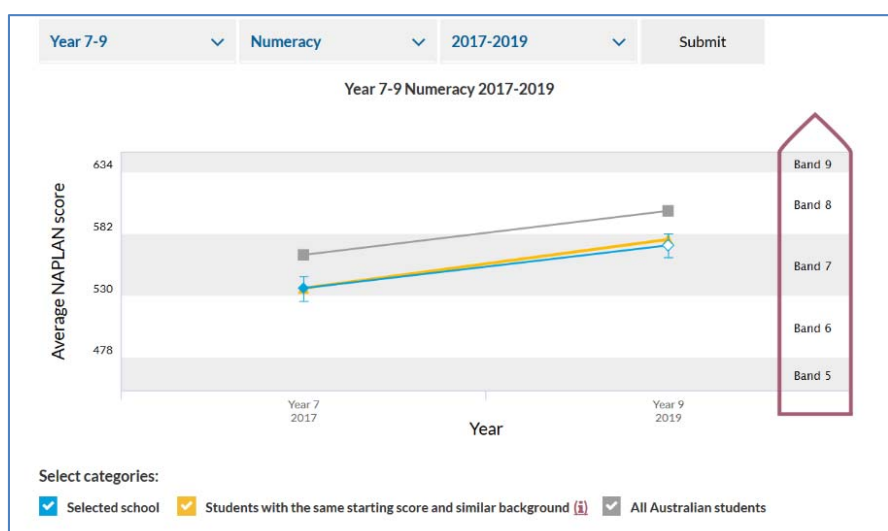 Year 7-9 Numeracy 2017-2019 Submit
Year 7-9 Numeracy 2017-2019
Average NAPLAN score
634
582
530
478
Band 9
Band 8
Band 7
Band 6
Band 5
Year 7
2017
Year 9
2019
Year
Select categories:
Selected school Students with the same starting score and similar background (i) All Australian students